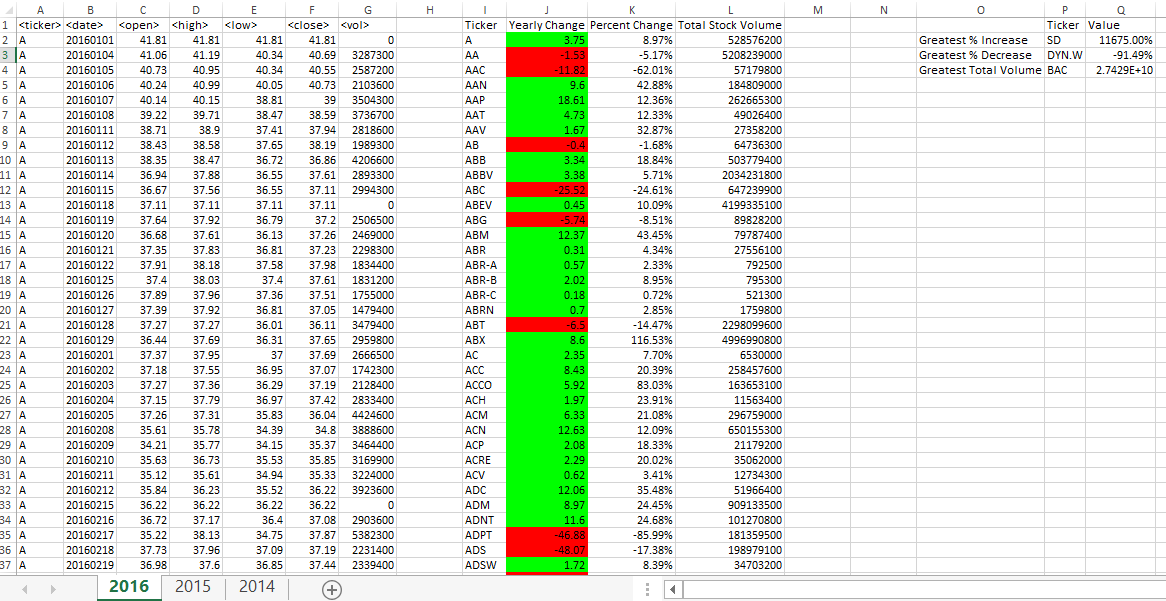 A B C D E F G H I J K L M N O P Q
1 <ticker> <date> <open> <high> <low> <close> <vol> Ticker Yearly Change Percent Change Total Stock Volume Ticker Value
2 A 20160101 41.81 41.81 41.81 41.81 0 A 3.75 8.97% 528576200 Greatest % Increase SD 11675.00%
3 A 20160104 41.06 41.19 40.34 40.69 3287300 AA -1.53 -5.17% 5208239000 Greatest % Decrease DYN.W -91.49%
4 A 20160105 40.73 40.95 40.34 40.55 2587200 AAC -11.82 -62.01% 57179800 Greatest Total Volume BAC 2.7429E+10
5 A 20160106 40.24 40.99 40.05 40.73 2103600 AAN 9.6 42.88% 184809000
6 A 20160107 40.14 40.15 38.81 39 3504300 AAP 18.61 12.36% 262665300
7 A 20160108 39.22 39.71 38.47 38.59 3736700 AAT 4.73 12.33% 49026400
8 A 20160111 38.71 38.9 37.41 37.94 2818600 AAV 1.67 32.87% 27358200
9 A 20160112 38.43 38.58 37.65 38.19 1989300 AB -0.4 -1.68% 64736300
10 A 20160113 38.35 38.47 36.72 36.86 4206600 ABB 3.34 18.84% 503779400
11 A 20160114 36.94 37.88 36.55 37.61 2893300 ABBV 3.38 5.71% 2034231800
12 A 20160115 36.67 37.56 36.55 37.11 2994300 ABC -25.52 -24.61% 647239900
13 A 20160118 37.11 37.11 37.11 37.11 0 ABEV 0.45 10.09% 4199335100
14 A 20160119 37.64 37.92 36.79 37.2 2506500 ABG -5.74 -8.51% 89828200
15 A 20160120 36.68 37.61 36.13 37.26 2469000 ABM 12.37 43.45% 79787400
16 A 20160121 37.35 37.83 36.81 37.23 2298300 ABR 0.31 4.34% 27556100
17 A 20160122 37.91 38.18 37.58 37.98 1834400 ABR-A 0.57 2.33% 792500
18 A 20160125 37.4 38.03 37.4 37.61 1831200 ABR-B 2.02 8.95% 795300
19 A 20160126 37.89 37.96 37.36 37.51 1755000 ABR-C 0.18 0.72% 521300
20 A 20160127 37.39 37.92 36.81 37.05 1479400 ABRN 0.7 2.85% 1759800
21 A 20160128 37.27 37.27 36.01 36.11 3479400 ABT -6.5 -14.47% 2298099600
22 A 20160129 36.44 37.69 36.31 37.65 2959800 ABX 8.6 116.53% 4996990800
23 A 20160201 37.37 37.95 37 37.69 2666500 AC 2.35 7.70% 6530000
24 A 20160202 37.18 37.55 36.95 37.07 1742300 ACC 8.43 20.39% 258457600
25 A 20160203 37.27 37.36 36.29 37.19 2128400 ACCO 5.92 83.03% 163653100
26 A 20160204 37.15 37.79 36.97 37.42 2833400 ACH 1.97 23.91% 11563400
27 A 20160205 37.26 37.31 35.83 36.04 4424600 ACM 6.33 21.08% 296759000
28 A 20160208 35.61 35.78 34.39 34.8 3888600 ACN 12.63 12.09% 650155300
29 A 20160209 34.21 35.77 34.15 35.37 3464400 ACP 2.08 18.33% 21179200
30 A 20160210 35.63 36.73 35.53 35.85 3169900 ACRE 2.29 20.02% 35062000
31 A 20160211 35.12 35.61 34.94 35.33 3224000 ACV 0.62 3.41% 12734300
32 A 20160212 35.84 36.23 35.52 36.22 3923600 ADC 12.06 35.48% 51966400
33 A 20160215 36.22 36.22 36.22 36.22 0 ADM 8.97 24.45% 909133500
34 A 20160216 36.72 37.17 36.4 37.08 2903600 ADNT 11.6 24.68% 101270800
35 A 20160217 35.22 38.13 34.75 37.87 5382300 ADPT -46.88 -85.99% 181359500
36 A 20160218 37.73 37.96 37.09 37.19 2231400 ADS -48.07 -17.38% 198979100
37 A 20160219 36.98 37.6 36.85 37.44 2339400 ADSW 1.72 8.39% 34703200
2016 2015 2014